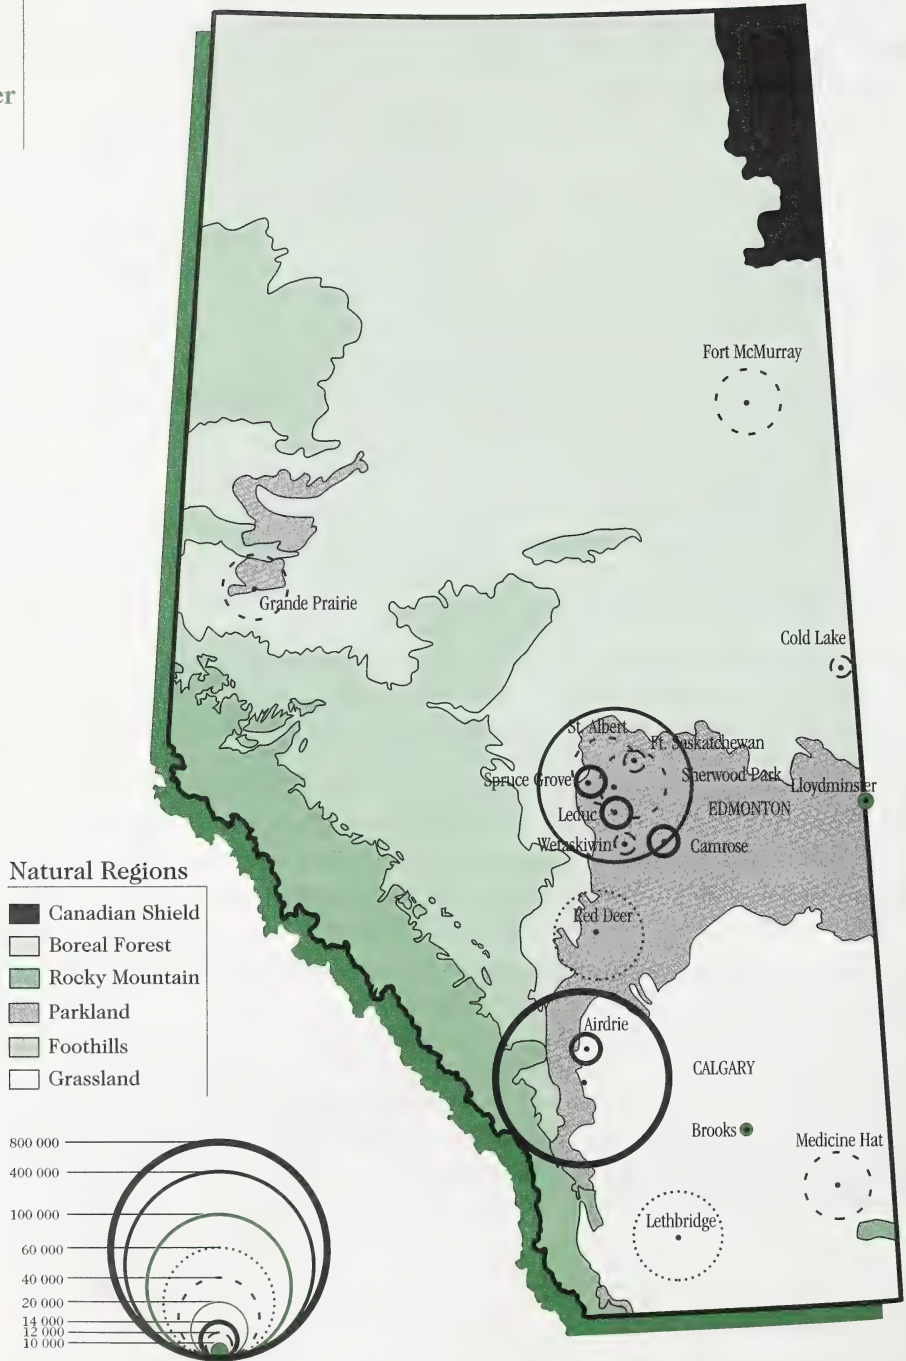 er
Fort McMurray
Grande Prairie
Cold Lake
St. Albert
Ft. Saskatchewan
Spruce Grove
Sherwood Park
Lloydminster
Leduc
EDMONTON
Wetaskiwin
Camrose
Red Deer
Airdrie
CALGARY
Brooks
Medicine Hat
Lethbridge
Natural Regions
Canadian Shield
Boreal Forest
Rocky Mountain
Parkland
Foothills
Grassland
800 000
400 000
100 000
60 000
40 000
20 000
14 000
12 000
10 000